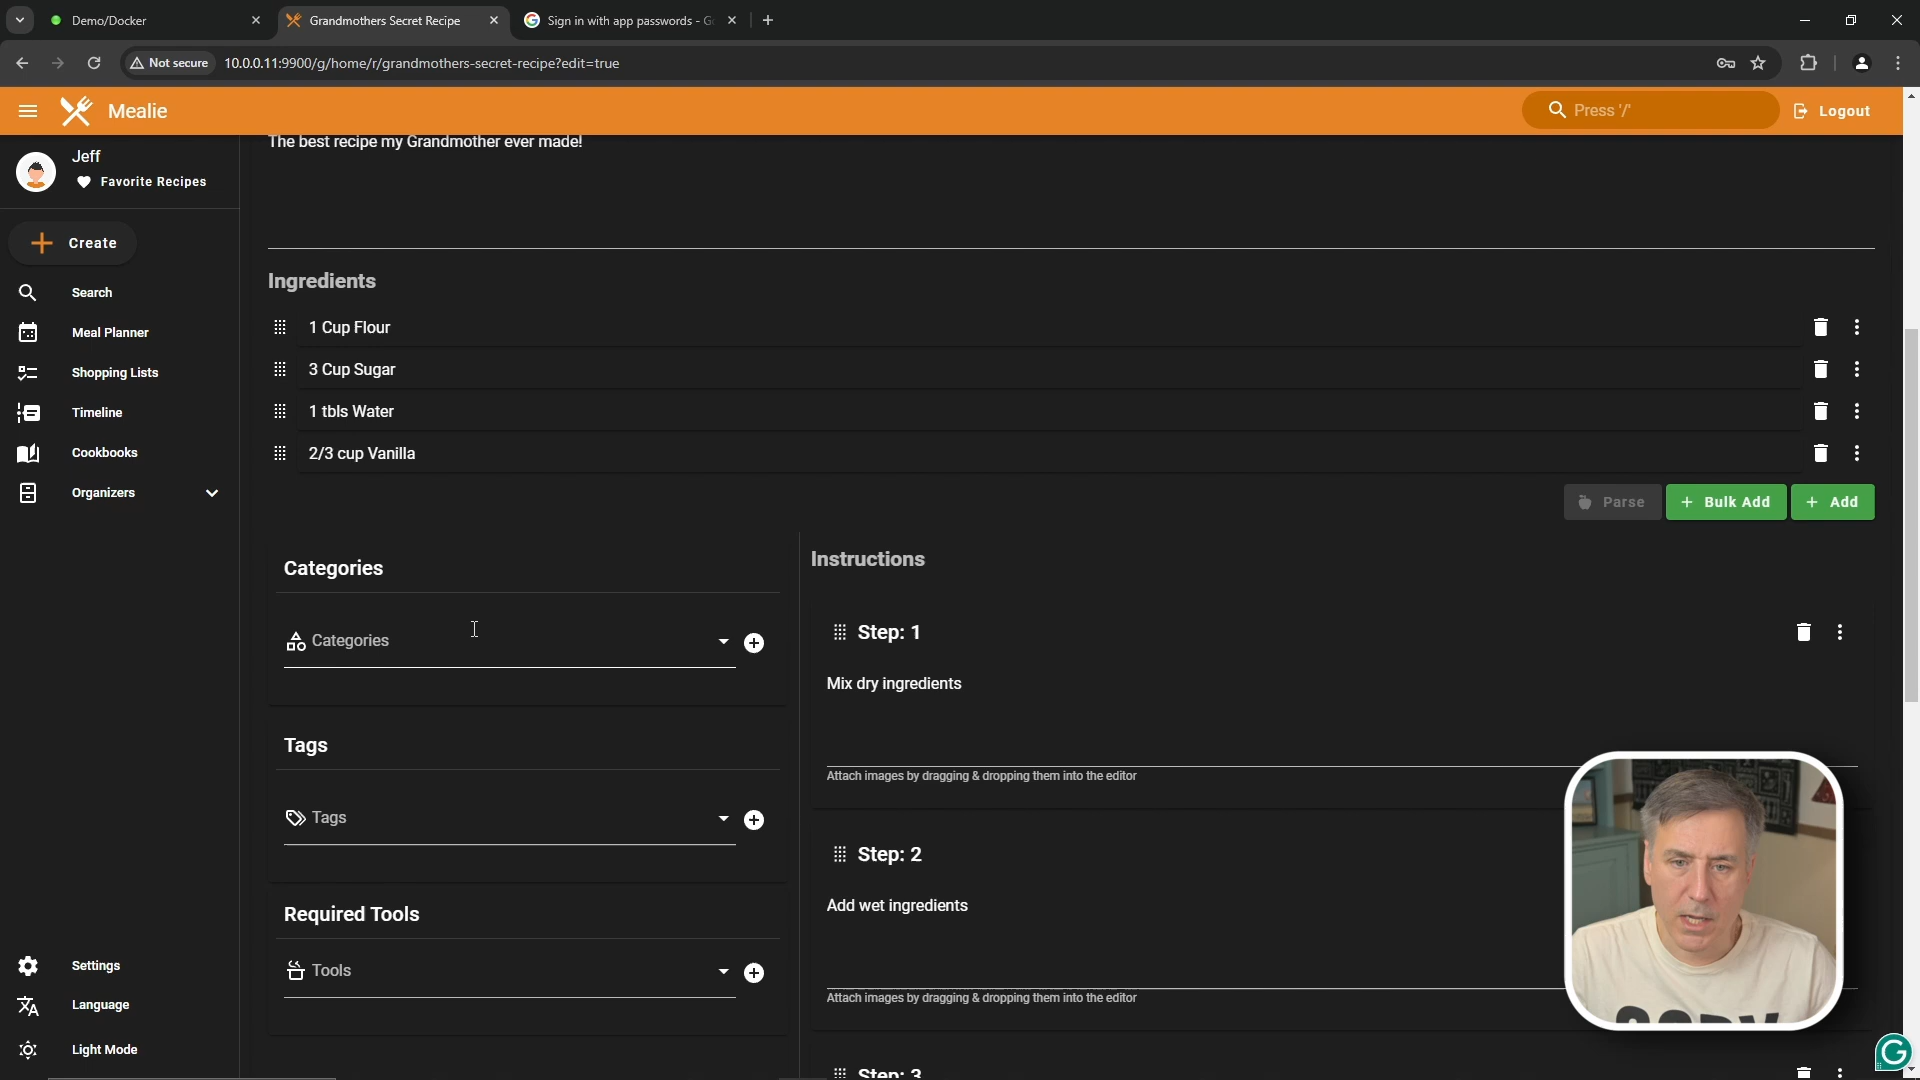 Demo/Docker
Grandmothers Secret Recipe
Sign in with app passwords - G
Not secure
10.0.0.11:9900/g/home/r/grandmothers-secret-recipe?edit=true
Mealie
Press '/'
Logout
Jeff
Favorite Recipes
Create
Search
Meal Planner
Shopping Lists
Timeline
Cookbooks
Organizers
Settings
Language
Light Mode
The best recipe my Grandmother ever made!
Ingredients
1 Cup Flour
3 Cup Sugar
1 tbls Water
2/3 cup Vanilla
Parse
Bulk Add
Add
Categories
Categories
Tags
Tags
Required Tools
Tools
Instructions
Step: 1
Mix dry ingredients
Attach images by dragging & dropping them into the editor
Step: 2
Add wet ingredients
Attach images by dragging & dropping them into the editor
Step: 3